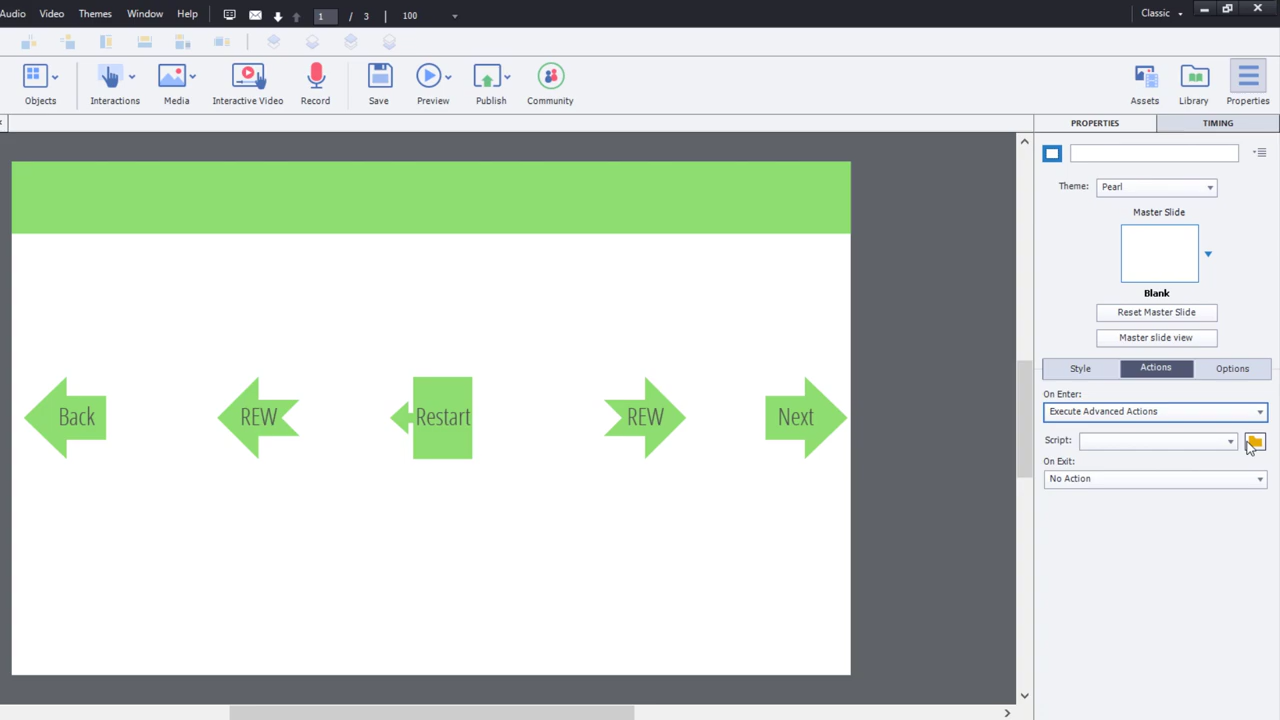 Audio Video Themes Window Help 1 / 3 100 Classic
Objects Interactions Media Interactive Video Record Save Preview Publish Community Assets Library Properties
PROPERTIES TIMING
Theme: Pearl
Master Slide
Blank
Reset Master Slide
Master slide view
Style Actions Options
On Enter:
Execute Advanced Actions
Script:
On Exit:
No Action
Back REW Restart REW Next